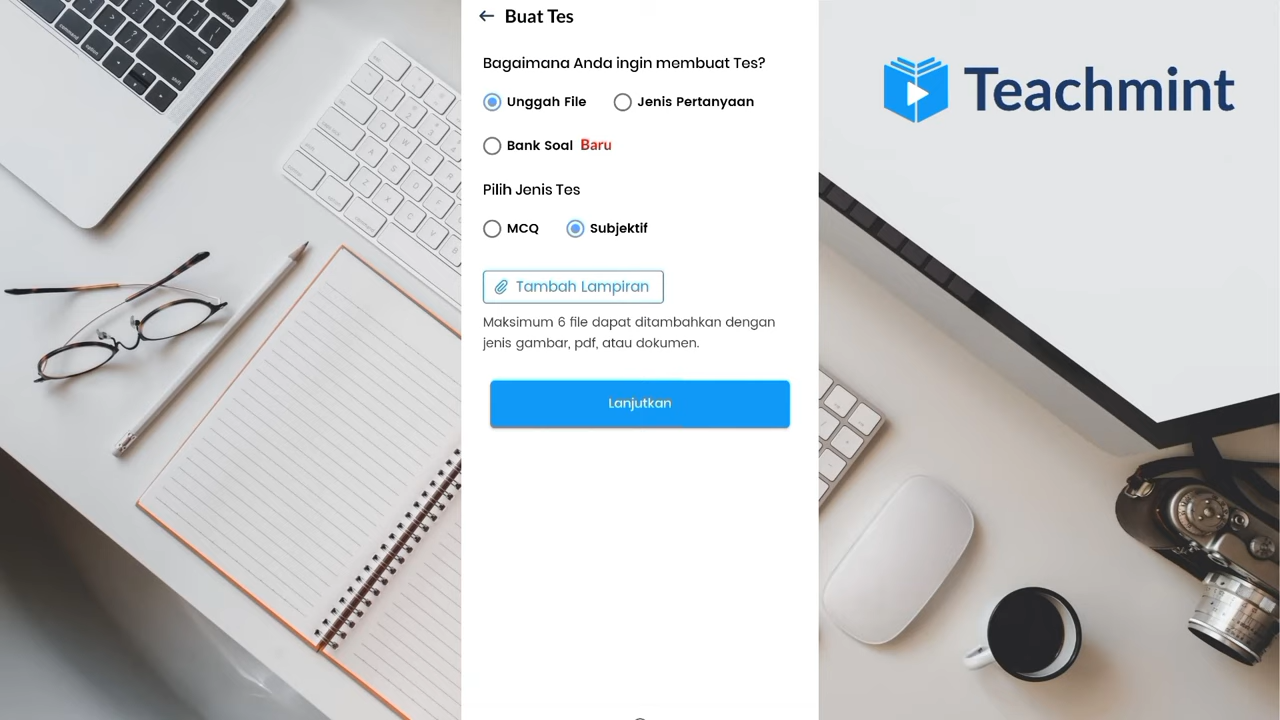 Buat Tes
Bagaimana Anda ingin membuat Tes?
Unggah File
Jenis Pertanyaan
Bank Soal Baru
Pilih Jenis Tes
MCQ
Subjektif
Tambah Lampiran
Maksimum 6 file dapat ditambahkan dengan
jenis gambar, pdf, atau dokumen.
Lanjutkan
Teachmint